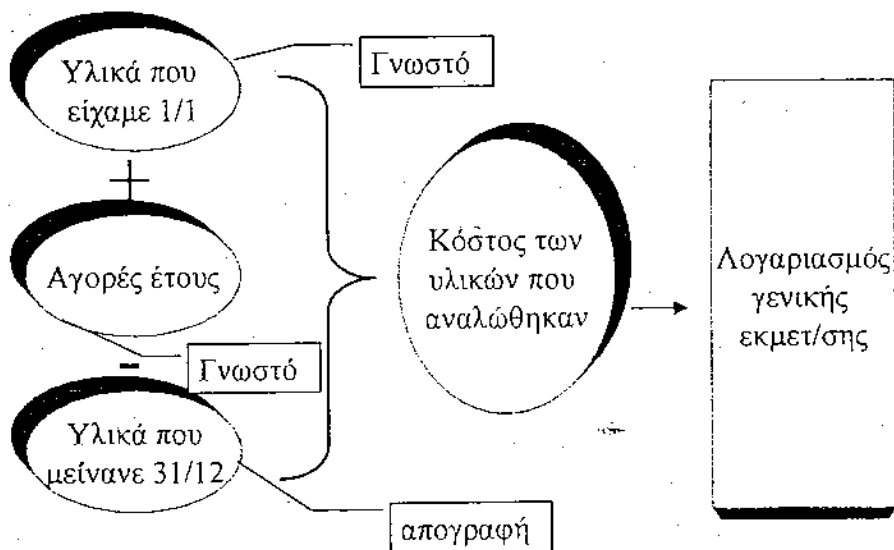 Υλικά που
είχαμε 1/1
Γνωστό
+
Αγορές έτους
Γνωστό
-
Υλικά που
μείνανε 31/12
απογραφή
Κόστος των
υλικών που
αναλώθηκαν
Λογαριασμός
γενικής
εκμετ/σης